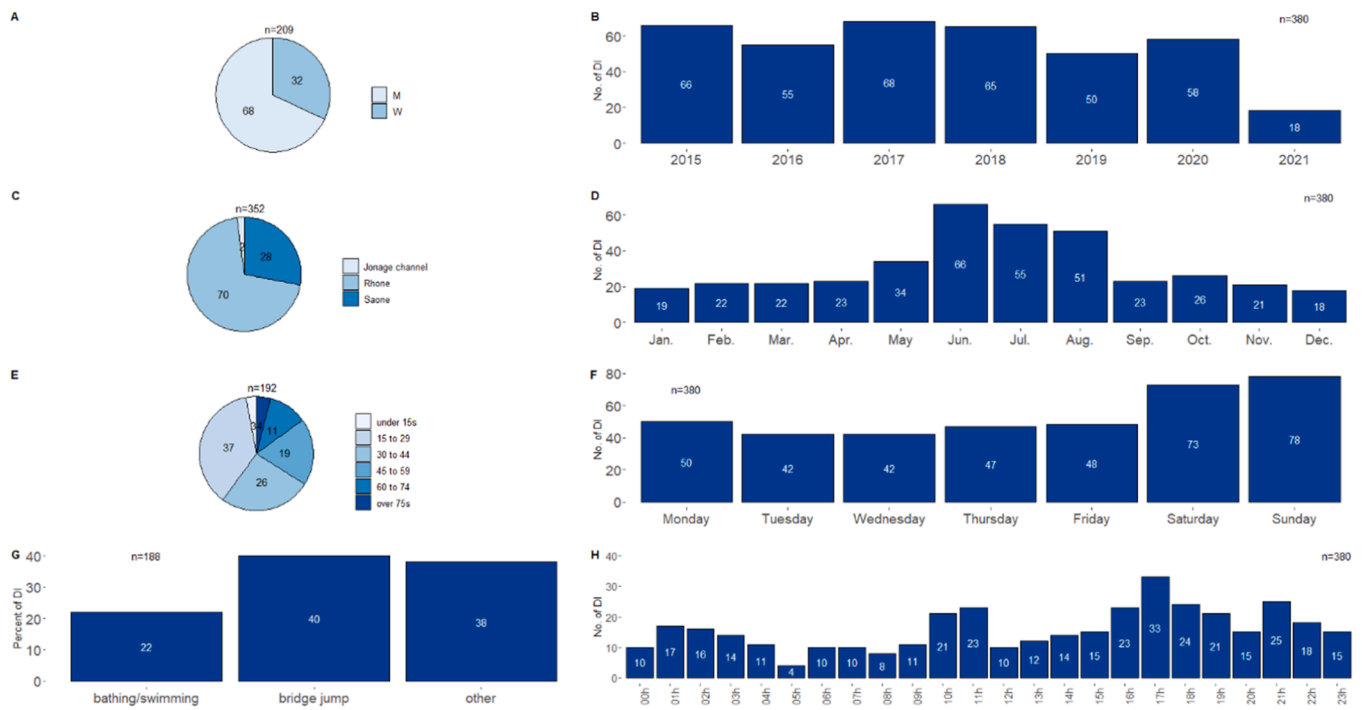 A
n=209
32
68
M
W
B
n=380
No. of DI
60
40
20
0
66
55
68
65
50
58
18
2015 2016 2017 2018 2019 2020 2021
C
n=352
2
28
70
Jonage channel
Rhone
Saone
D
n=380
No. of DI
60
40
20
0
19
22
22
23
34
66
55
51
23
26
21
18
Jan. Feb. Mar. Apr. May Jun. Jul. Aug. Sep. Oct. Nov. Dec.
E
n=192
3
4
11
19
26
37
under 15s
15 to 29
30 to 44
45 to 59
60 to 74
over 75s
F
n=380
No. of DI
80
60
40
20
0
50
42
42
47
48
73
78
Monday Tuesday Wednesday Thursday Friday Saturday Sunday
G
n=188
Percent of DI
40
30
20
10
0
22
40
38
bathing/swimming bridge jump other
H
n=380
No. of DI
40
30
20
10
0
10
17
16
14
11
4
10
10
8
11
21
23
10
12
14
15
23
33
24
21
15
25
18
15
00h 01h 02h 03h 04h 05h 06h 07h 08h 09h 10h 11h 12h 13h 14h 15h 16h 17h 18h 19h 20h 21h 22h 23h